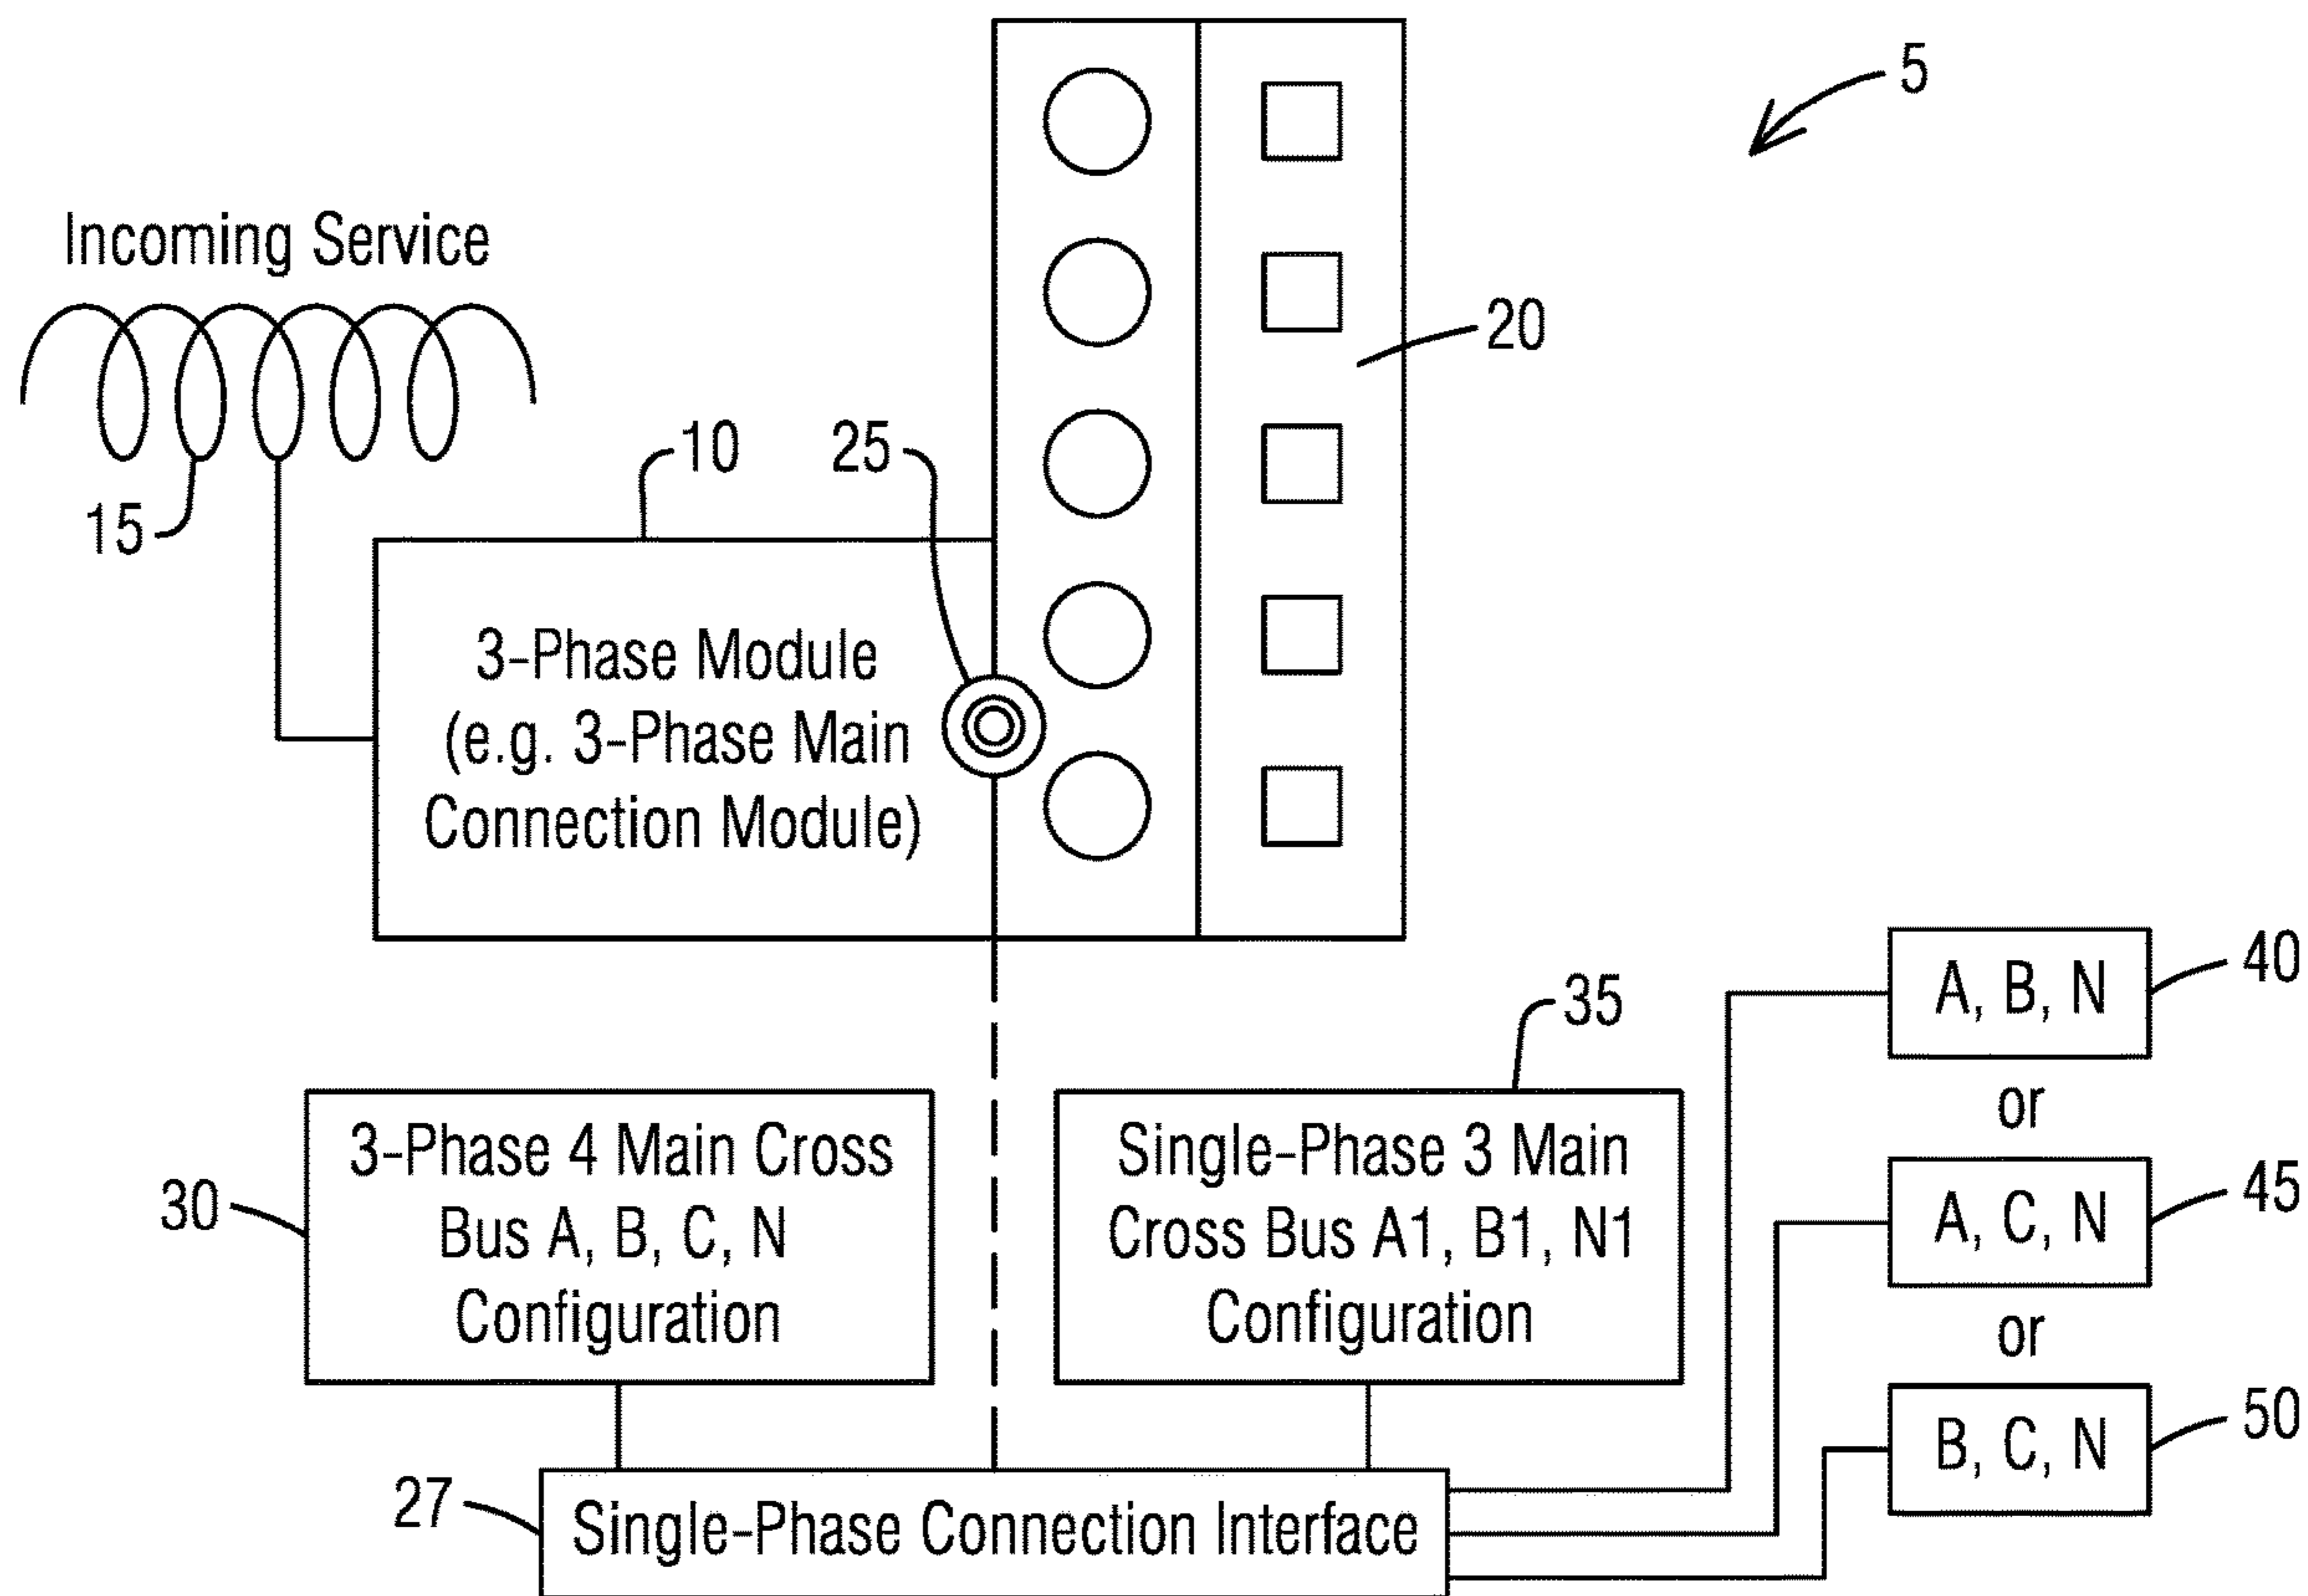 5
Incoming Service
20
10
25
15
3-Phase Module
(e.g. 3-Phase Main
Connection Module)
40
A, B, N
35
or
3-Phase 4 Main Cross
Bus A, B, C, N
Configuration
30
Single-Phase 3 Main
Cross Bus A1, B1, N1
Configuration
A, C, N
45
or
B, C, N
50
27
Single-Phase Connection Interface